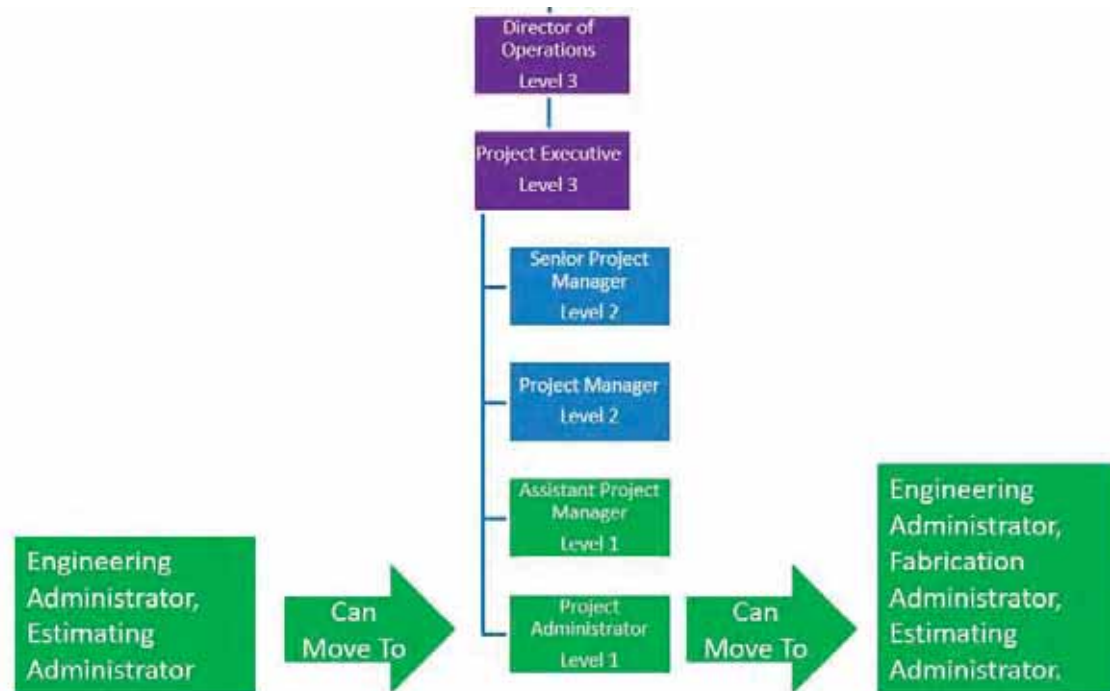 Director of
Operations
Level 3
Project Executive
Level 3
Senior Project
Manager
Level 2
Project Manager
Level 2
Assistant Project
Manager
Level 1
Project
Administrator
Level 1
Engineering
Administrator,
Estimating
Administrator
Can
Move To
Can
Move To
Engineering
Administrator,
Fabrication
Administrator,
Estimating
Administrator.